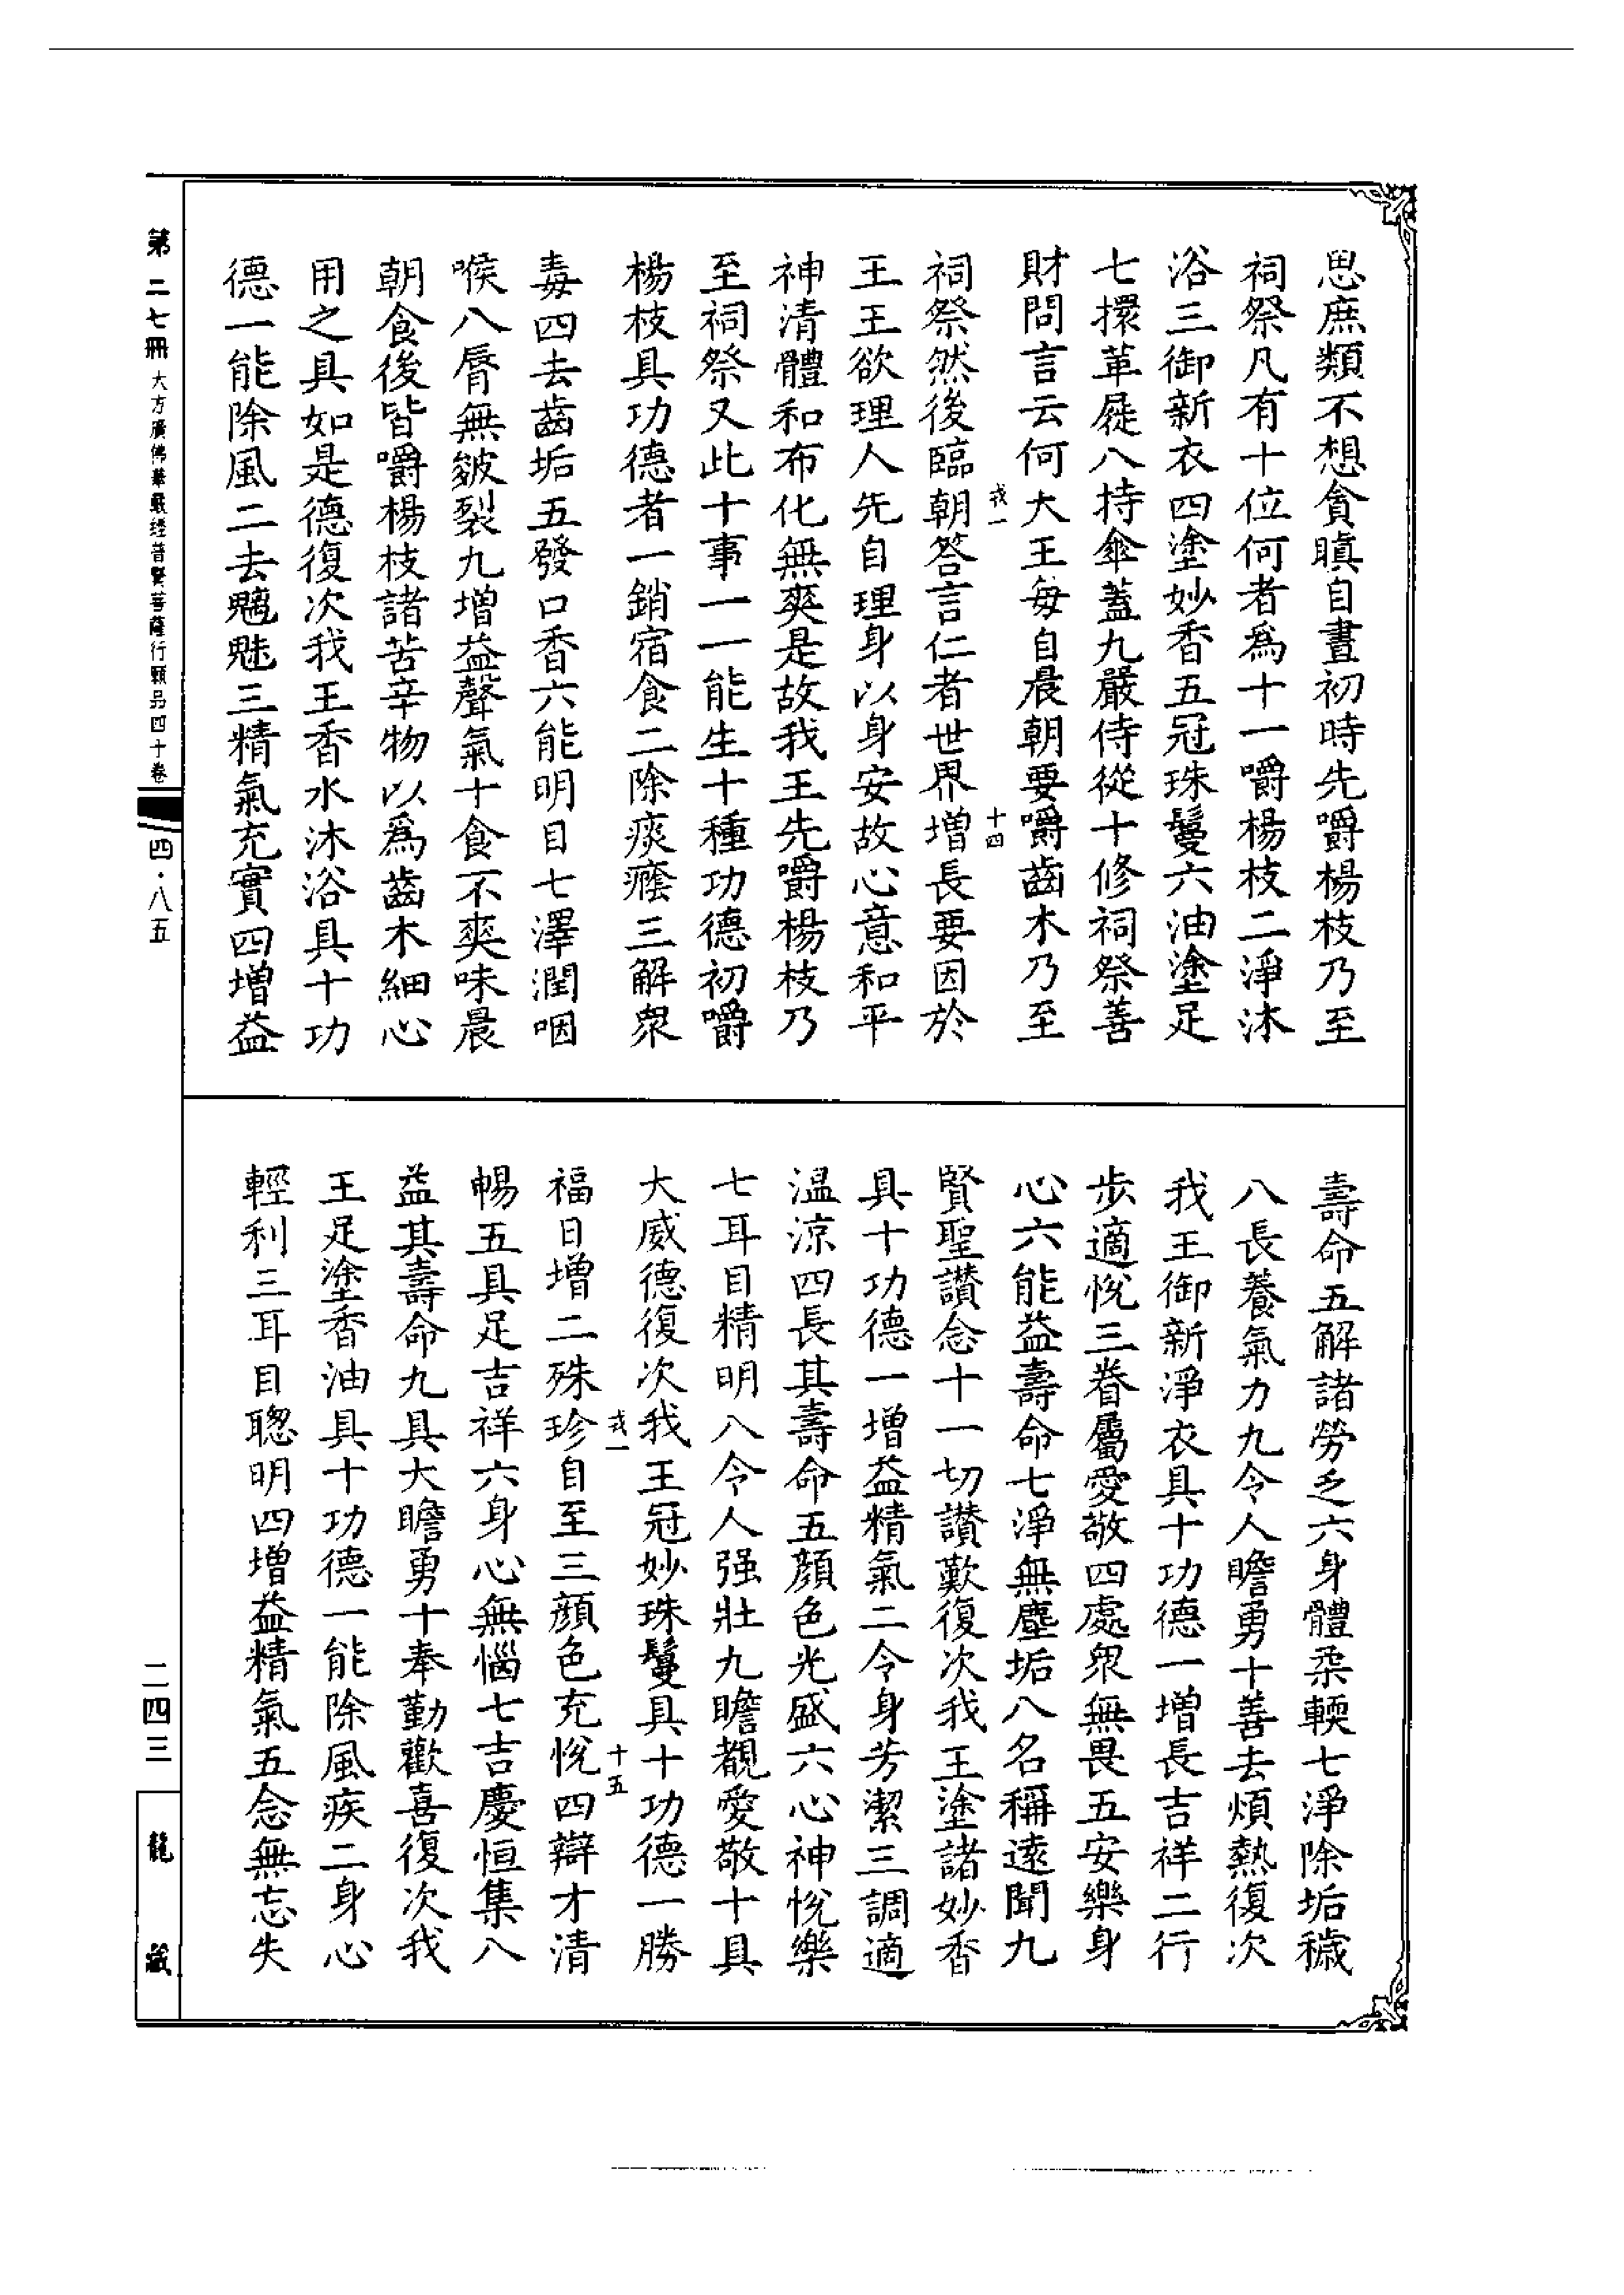 思庶類不想貪瞋自晝初時先嚼楊枝乃至
祠祭凡有十位何者爲十一嚼楊枝二淨沐
浴三御新衣四塗妙香五冠珠鬘六油塗足
七擐革屣八持傘蓋九嚴侍從十修祠祭善
財問言云何大王每自晨朝要嚼齒木乃至
祠祭然後臨朝答言仁者世界增長要因於
王王欲理人先自理身以身安故心意和平
神清體和布化無爽是故我王先嚼楊枝乃
至祠祭又此十事一一能生十種功德初嚼
楊枝具功德者一銷宿食二除痰癊三解衆
毒四去齒垢五發口香六能明目七澤潤咽
喉八脣無皴裂九增益聲氣十食不爽味晨
朝食後皆嚼楊枝諸苦辛物以爲齒木細心
用之具如是德復次我王香水沐浴具十功
德一能除風二去魑魅三精氣充實四增益
壽命五解諸勞乏六身體柔輭七淨除垢穢
八長養氣力九令人瞻勇十善去煩熱復次
我王御新淨衣具十功德一增長吉祥二行
步適悅三眷屬愛敬四處衆無畏五安樂身
心六能益壽命七淨無塵垢八名稱遠聞九
賢聖讚念十一切讚歎復次我王塗諸妙香
具十功德一增益精氣二令身芳潔三調適
溫涼四長其壽命五顏色光盛六心神悅樂
七耳目精明八令人强壯九瞻覩愛敬十具
大威德復次我王冠妙珠鬘具十功德一勝
福日增二殊珍自至三顏色充悅四辯才清
暢五具足吉祥六身心無惱七吉慶恒集八
益其壽命九具大瞻勇十奉勤歡喜復次我
王足塗香油具十功德一能除風疾二身心
輕利三耳目聰明四增益精氣五念無忘失
第二七冊 大方廣佛華嚴經普賢菩薩行願品四十卷
四·八五
二四三
龍藏
戎一
十四
戎一
十五